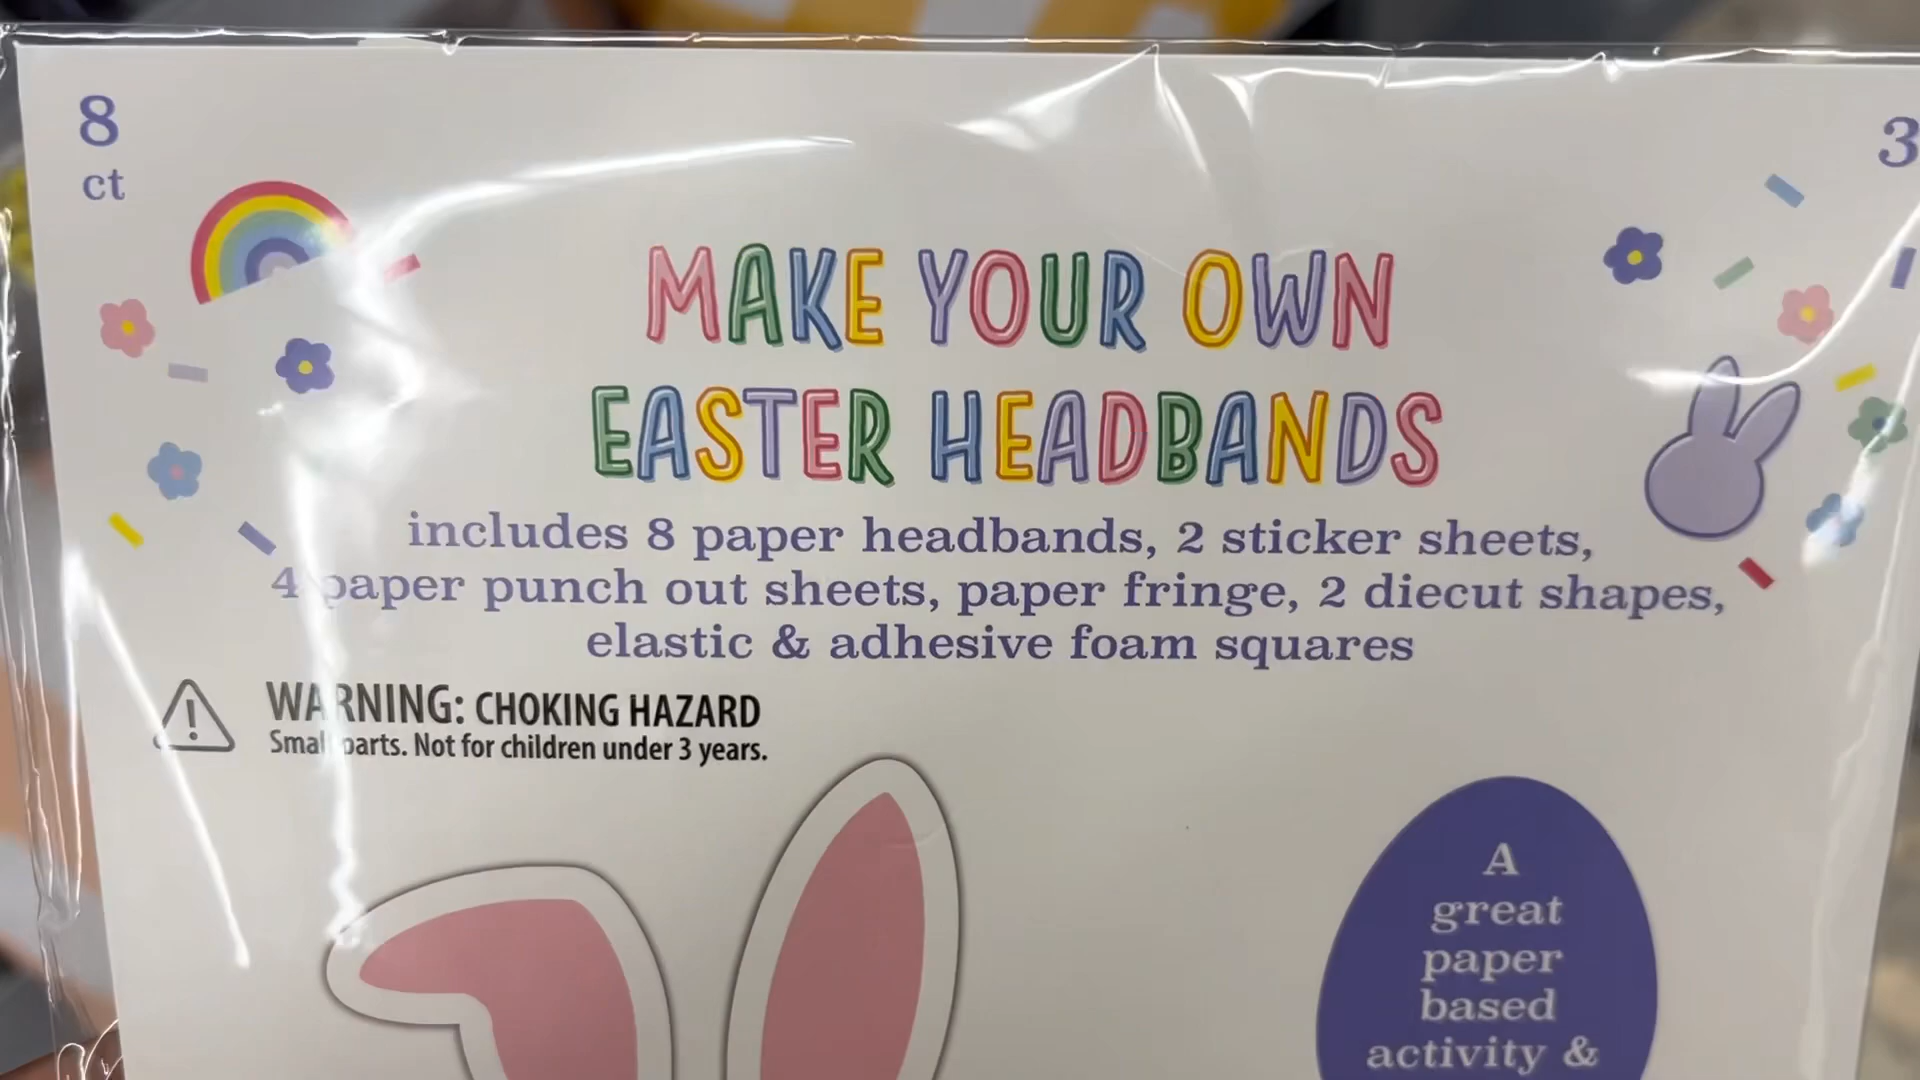 8
ct
3
MAKE YOUR OWN
EASTER HEADBANDS
includes 8 paper headbands, 2 sticker sheets,
4 paper punch out sheets, paper fringe, 2 diecut shapes,
elastic & adhesive foam squares
WARNING: CHOKING HAZARD
Small parts. Not for children under 3 years.
A
great
paper
based
activity &